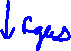 ↓ Cgas